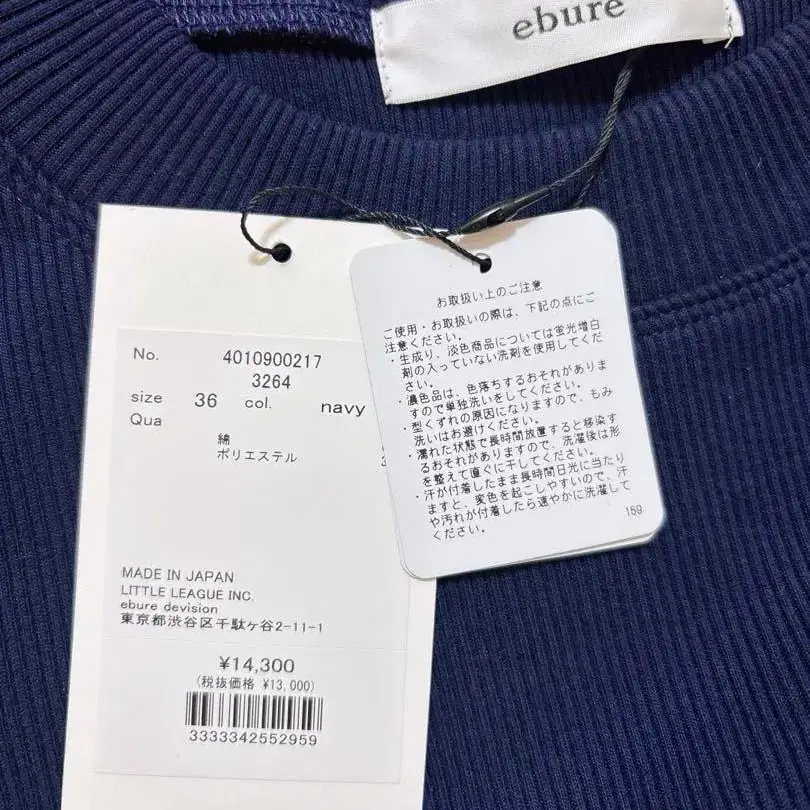 ebure
No. 4010900217
3264
size 36 col. navy
Qua
綿
ポリエステル
MADE IN JAPAN
LITTLE LEAGUE INC.
ebure devision
東京都渋谷区千駄ヶ谷2-11-1
¥14,300
(税抜価格 ¥13,000)
3333342552959
お取扱い上のご注意
ご使用・お取扱いの際は、下記の点にご
注意ください。
・生成り、淡色商品については蛍光増白
剤の入っていない洗剤を使用してくだ
さい。
・濃色品は、色落ちするおそれがありま
すので単独洗いをしてください。
・型くずれの原因になりますので、もみ
洗いはお避けください。
・濡れた状態で長時間放置すると移染す
るおそれがありますので、洗濯後は形
を整えて直ぐに干してください。
・汗が付着したまま長時間日光に当たり
ますと、変色を起こしやすいので、汗
や汚れが付着したら速やかに洗濯して
ください。
159